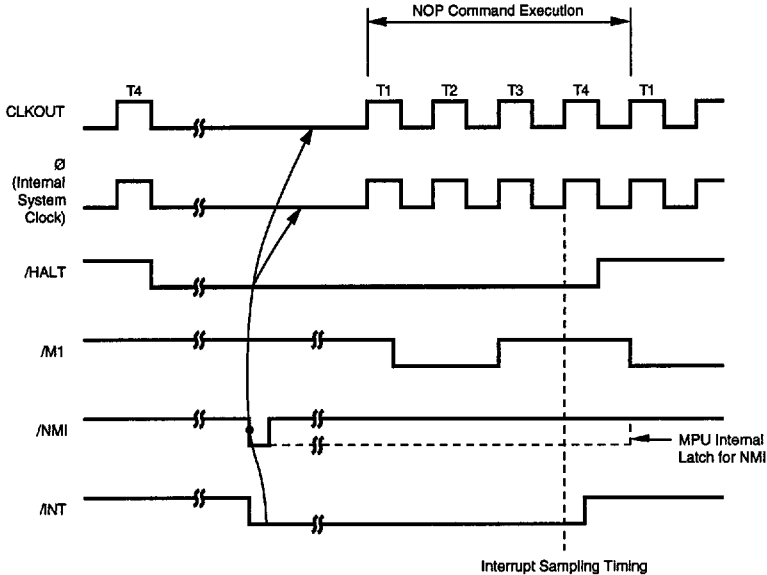 NOP Command Execution
T4
T1
T2
T3
T4
T1
CLKOUT
Ø
(Internal
System
Clock)
/HALT
/M1
/NMI
MPU Internal
Latch for NMI
/INT
Interrupt Sampling Timing